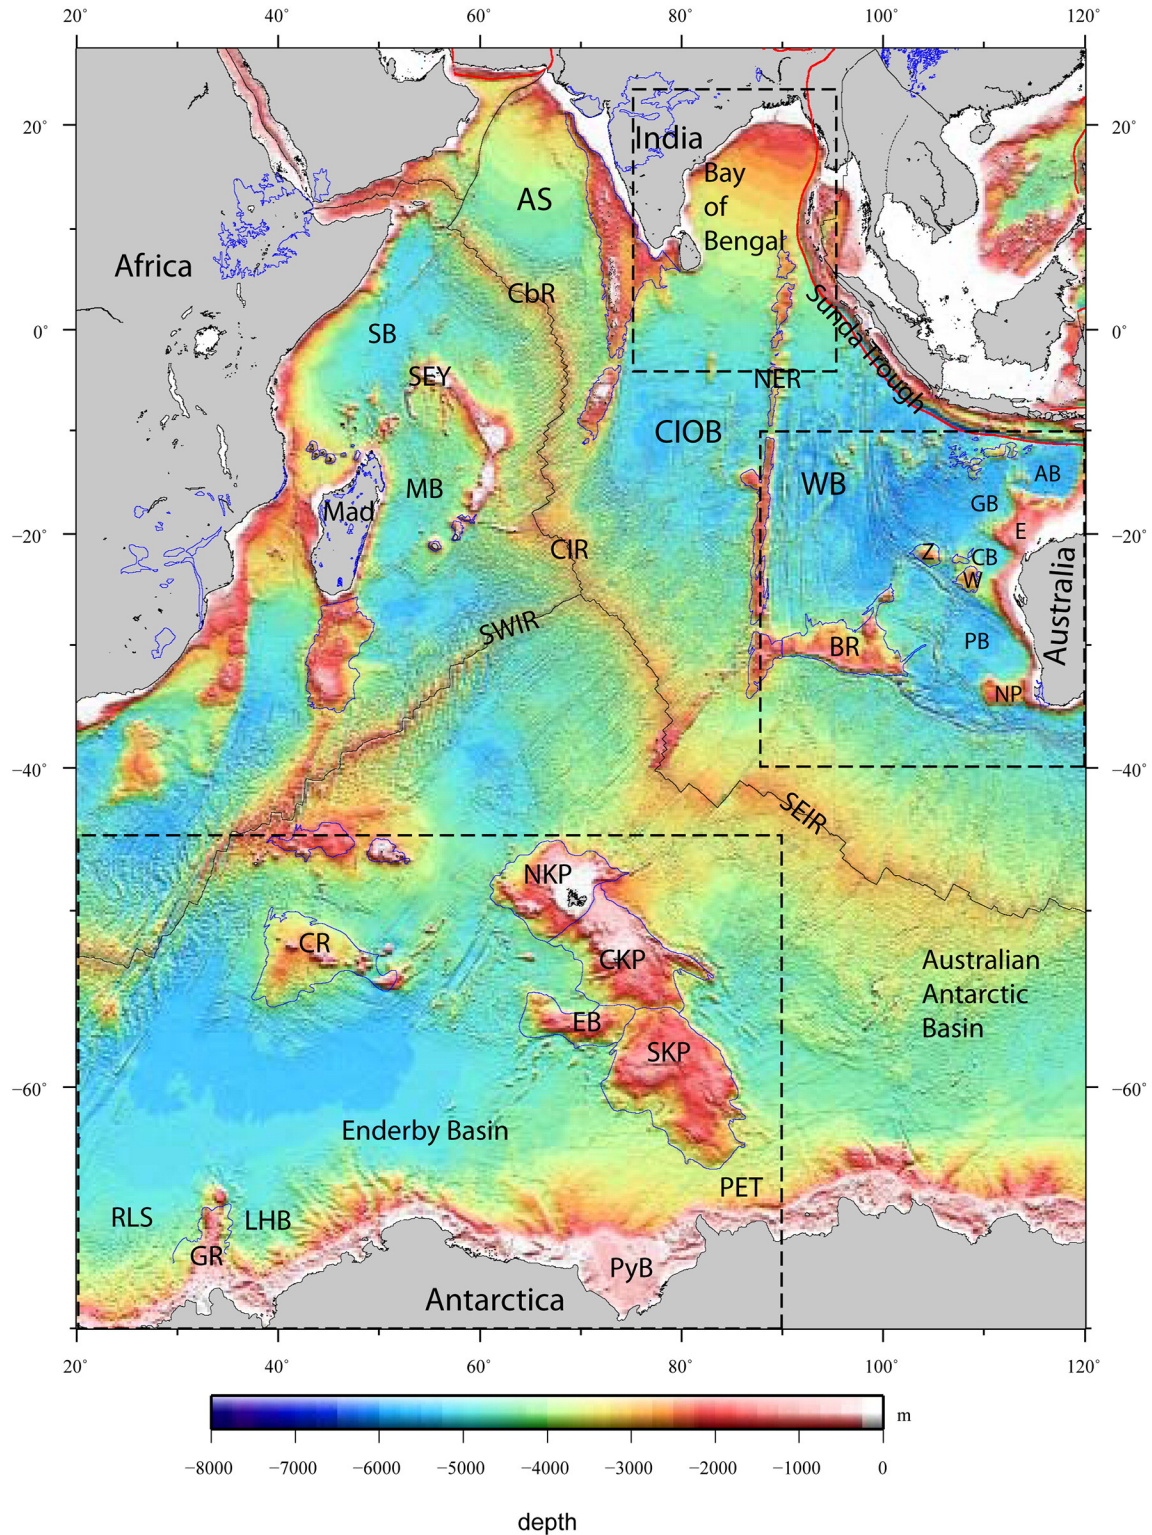 20° 40° 60° 80° 100° 120°
20° 20°
India
Bay
of
Bengal
AS
Africa
CbR
Sunda Trough
0° 0°
SB
SEY
NER
CIOB
WB
AB
MB
GB
Mad
E
−20° −20°
CIR
Z
CB
W
Australia
SWIR
BR
PB
NP
−40° −40°
SEIR
NKP
CR
CKP
Australian
Antarctic
Basin
EB
SKP
−60° −60°
Enderby Basin
PET
RLS
LHB
GR
PyB
Antarctica
20° 40° 60° 80° 100° 120°
m
−8000 −7000 −6000 −5000 −4000 −3000 −2000 −1000 0
depth